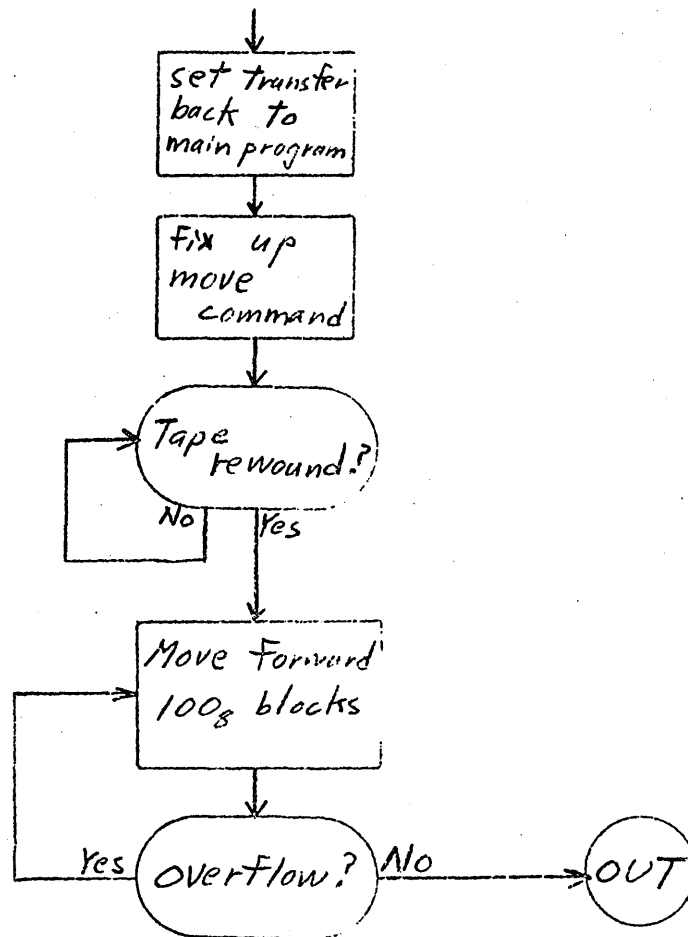 set transfer
back to
main program
Fix up
move
command
Tape
rewound?
No
Yes
Move forward
100₈ blocks
Yes
overflow?
No
OUT